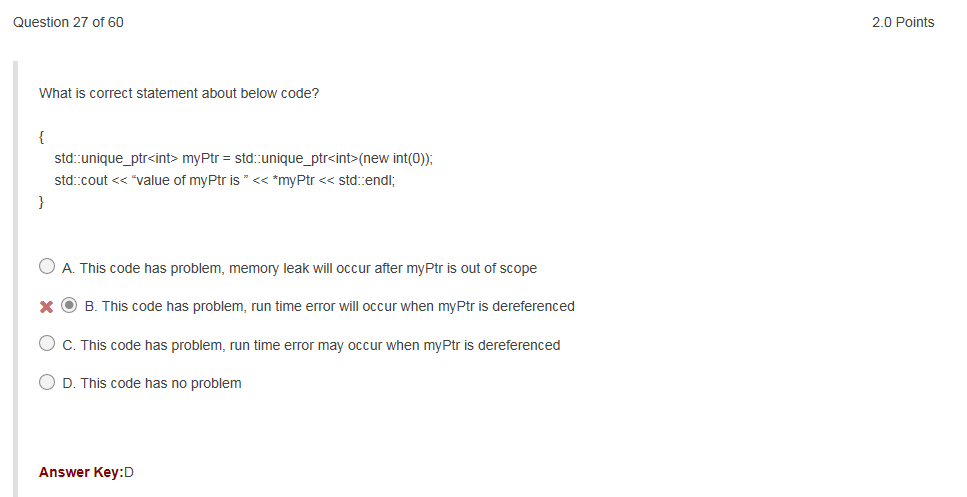 Question 27 of 60
2.0 Points
What is correct statement about below code?
{
std::unique_ptr<int> myPtr = std::unique_ptr<int>(new int(0));
std::cout << “value of myPtr is ” << *myPtr << std::endl;
}
A. This code has problem, memory leak will occur after myPtr is out of scope
B. This code has problem, run time error will occur when myPtr is dereferenced
C. This code has problem, run time error may occur when myPtr is dereferenced
D. This code has no problem
Answer Key:D